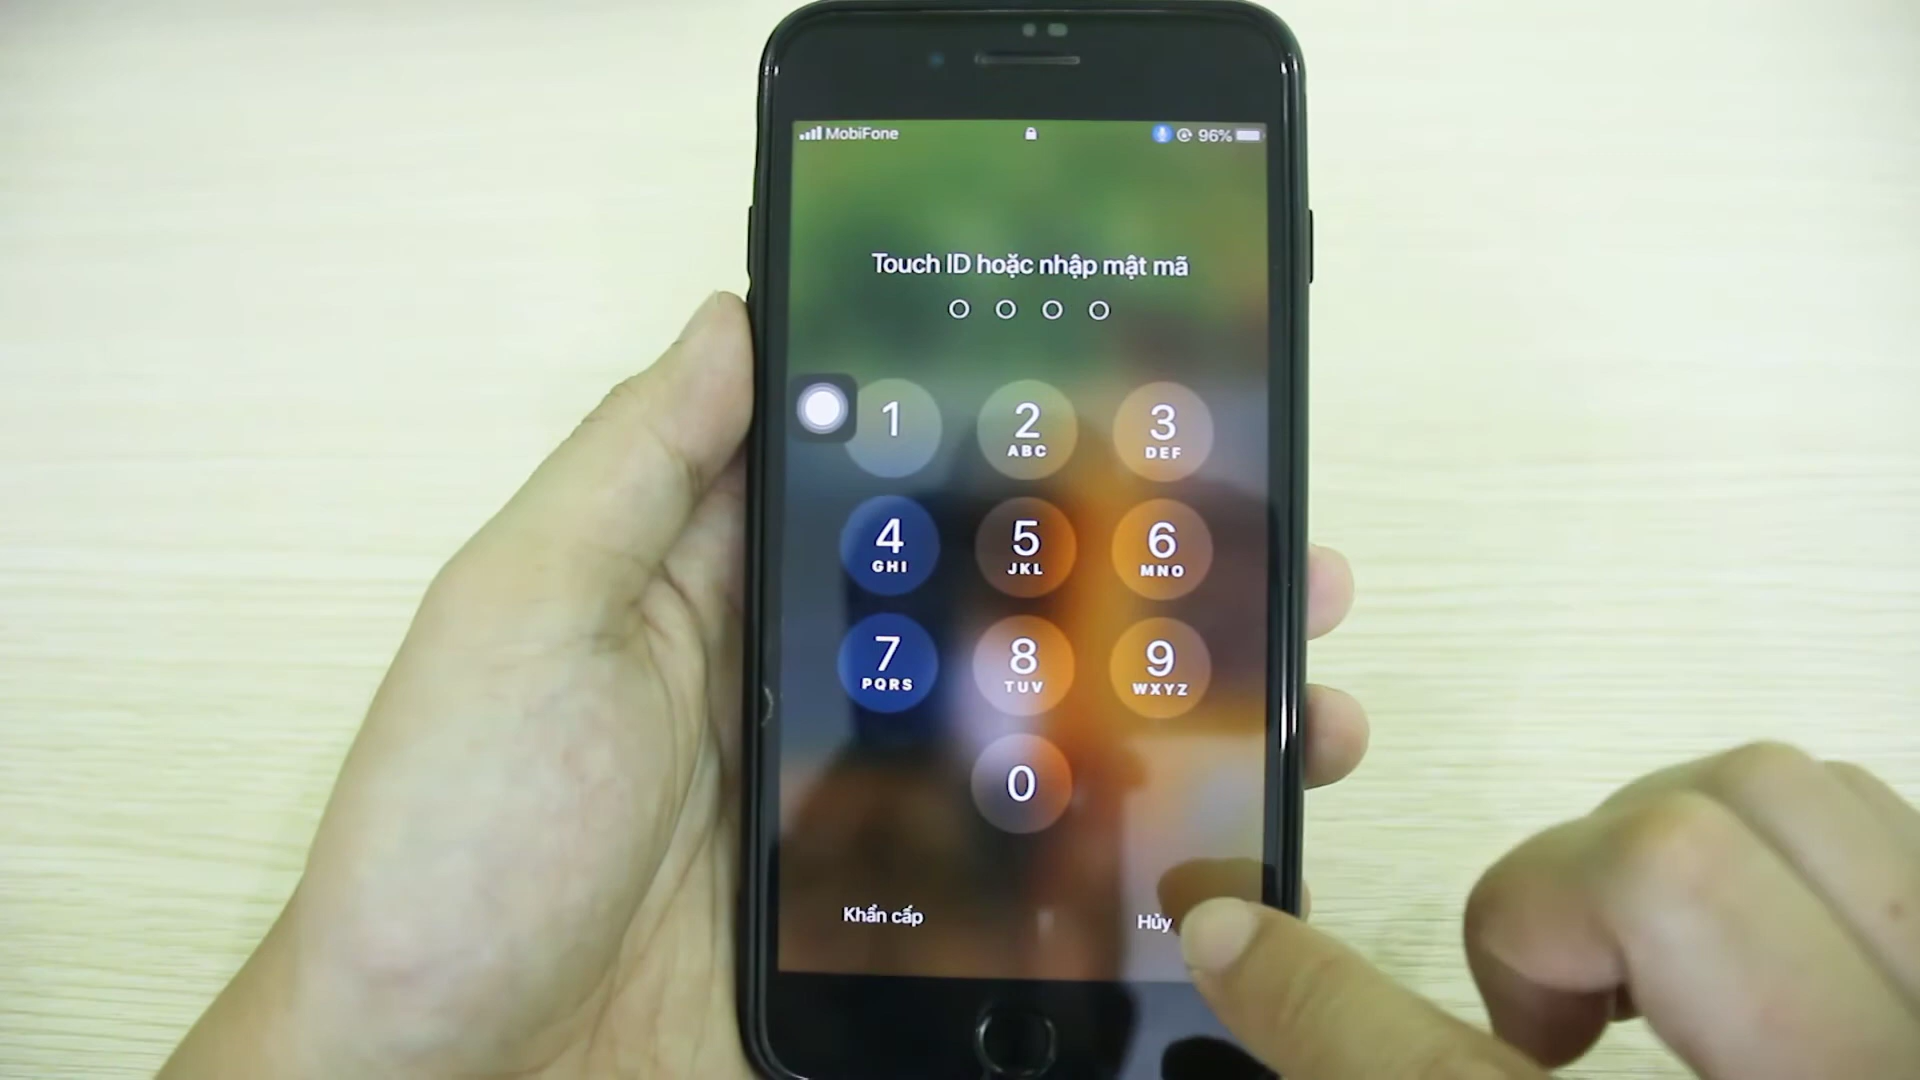 MobiFone 96%
Touch ID hoặc nhập mật mã
1 2 3
ABC DEF
4 5 6
GHI JKL MNO
7 8 9
PQRS TUV WXYZ
0
Khẩn cấp Hủy